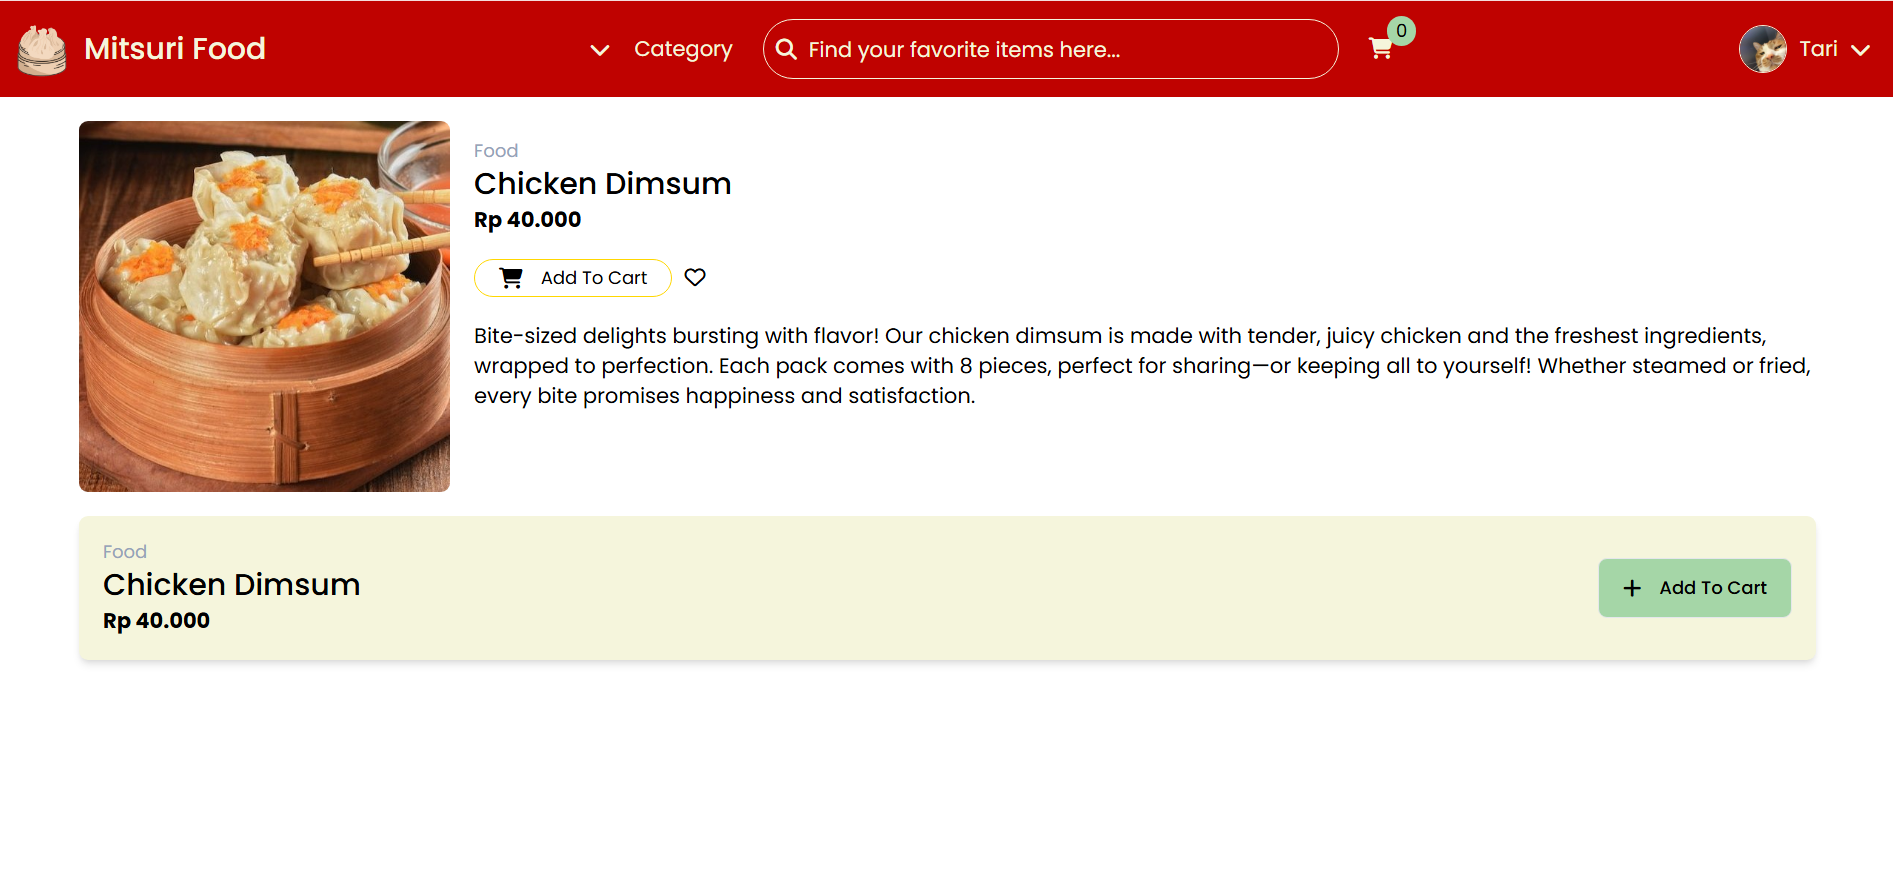 Mitsuri Food
Category
Find your favorite items here...
0
Tari
Food
Chicken Dimsum
Rp 40.000
Add To Cart
Bite-sized delights bursting with flavor! Our chicken dimsum is made with tender, juicy chicken and the freshest ingredients,
wrapped to perfection. Each pack comes with 8 pieces, perfect for sharing—or keeping all to yourself! Whether steamed or fried,
every bite promises happiness and satisfaction.
Food
Chicken Dimsum
Rp 40.000
Add To Cart